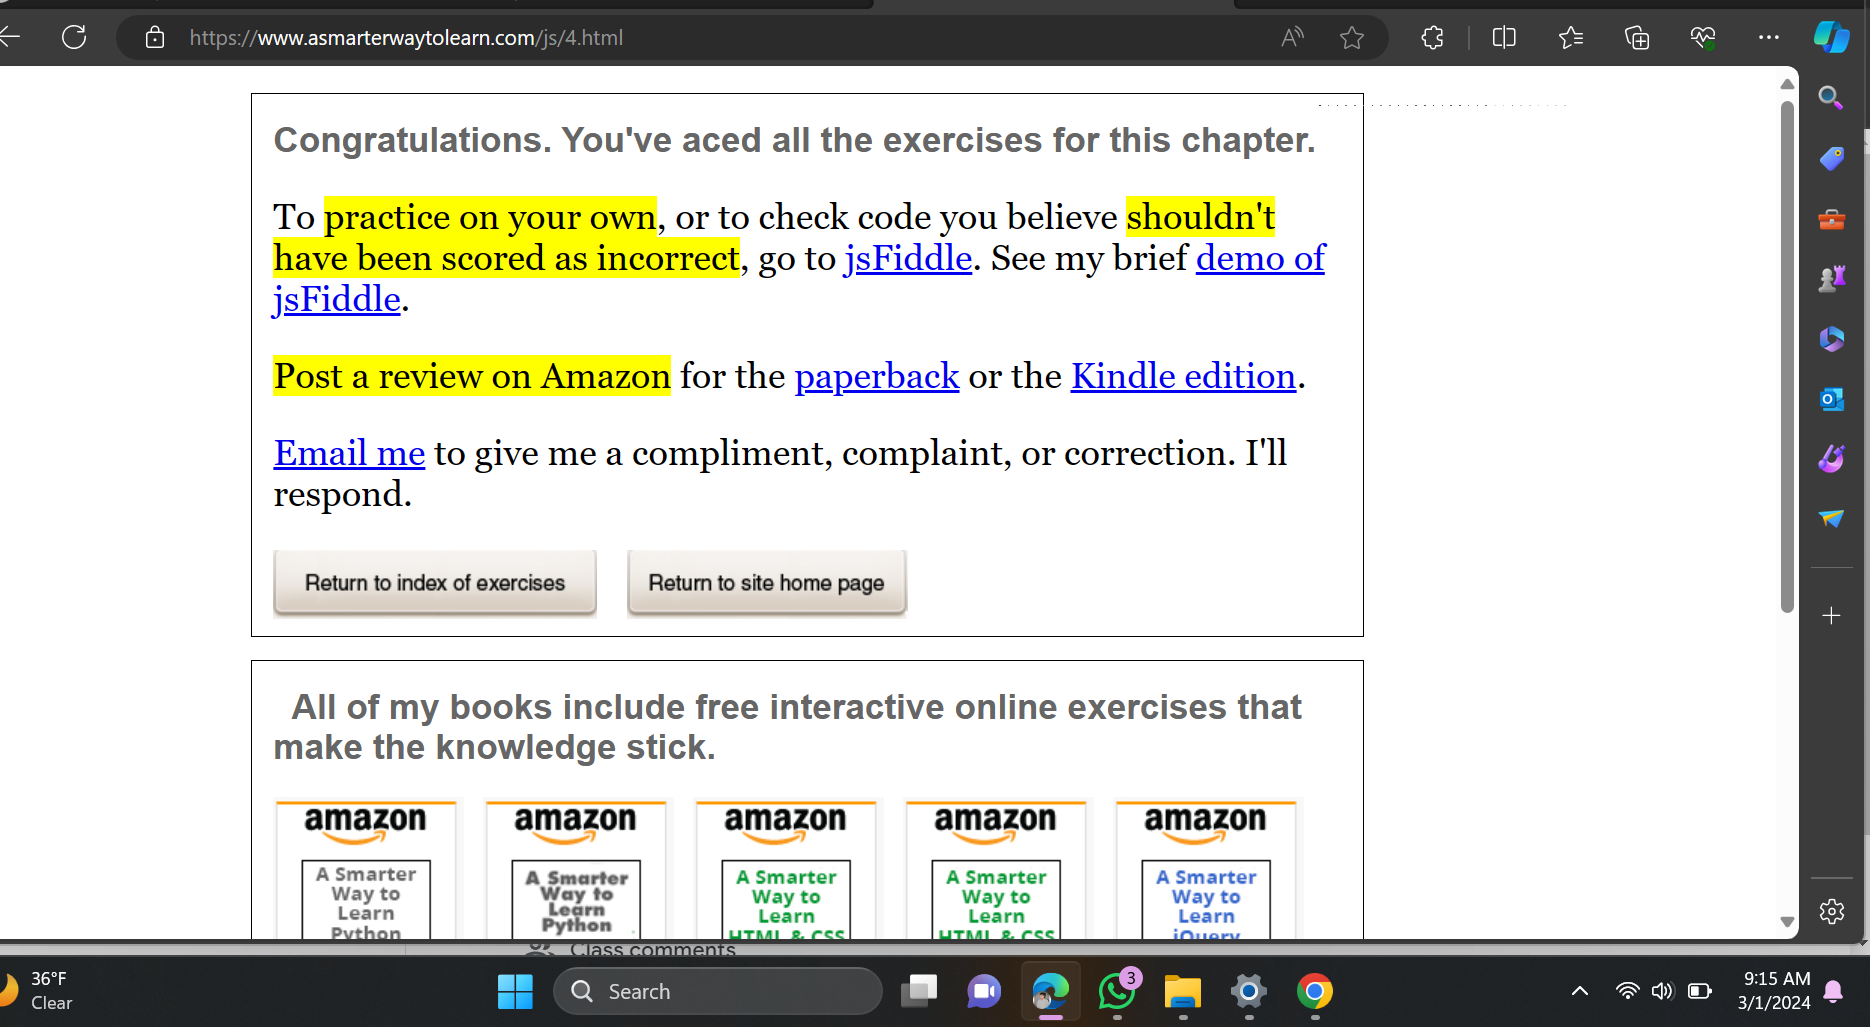 https://www.asmarterwaytolearn.com/js/4.html
Congratulations. You've aced all the exercises for this chapter.
To practice on your own, or to check code you believe shouldn't
have been scored as incorrect, go to jsFiddle. See my brief demo of
jsFiddle.
Post a review on Amazon for the paperback or the Kindle edition.
Email me to give me a compliment, complaint, or correction. I'll
respond.
Return to index of exercises
Return to site home page
All of my books include free interactive online exercises that
make the knowledge stick.
amazon
A Smarter
Way to
Learn
Python
amazon
A Smarter
Way to
Learn
Python
amazon
A Smarter
Way to
Learn
HTML & CSS
amazon
A Smarter
Way to
Learn
HTML & CSS
amazon
A Smarter
Way to
Learn
jQuery
Class comments
36°F
Clear
Search
3
9:15 AM
3/1/2024